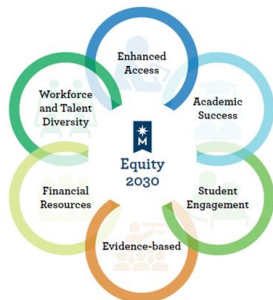 Enhanced
Access
Workforce
and Talent
Diversity
Academic
Success
M
Equity
2030
Financial
Resources
Student
Engagement
Evidence-based